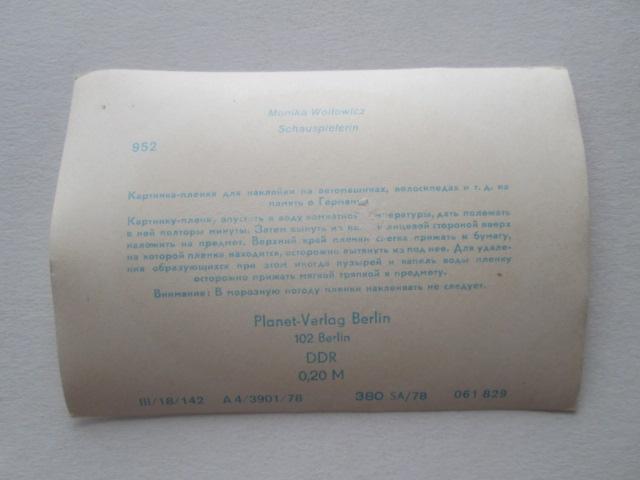 Monika Woitowicz
Schauspielerin
952
Картинка-пленка для наклейки на автомашинах, велосипедах и т. д. на
память о Германии
Картинку-пленку опустить в воду комнатной температуры, дать полежать
в ней полторы минуты. Затем вынуть из и лицевой стороной вверх
наложить на предмет. Верхний край пленки слегка прижать и бумагу,
на которой пленка находится, осторожно вытянуть из под нее. Для удале-
ния образующихся при этом иногда пузырей и капель воды пленку
осторожно прижать мягкой тряпкой к предмету.
Внимание: В морозную погоду пленки наклеивать не следует.
Planet-Verlag Berlin
102 Berlin
DDR
0,20 M
III/18/142 A 4/3901/78 380 SA/78 061 829